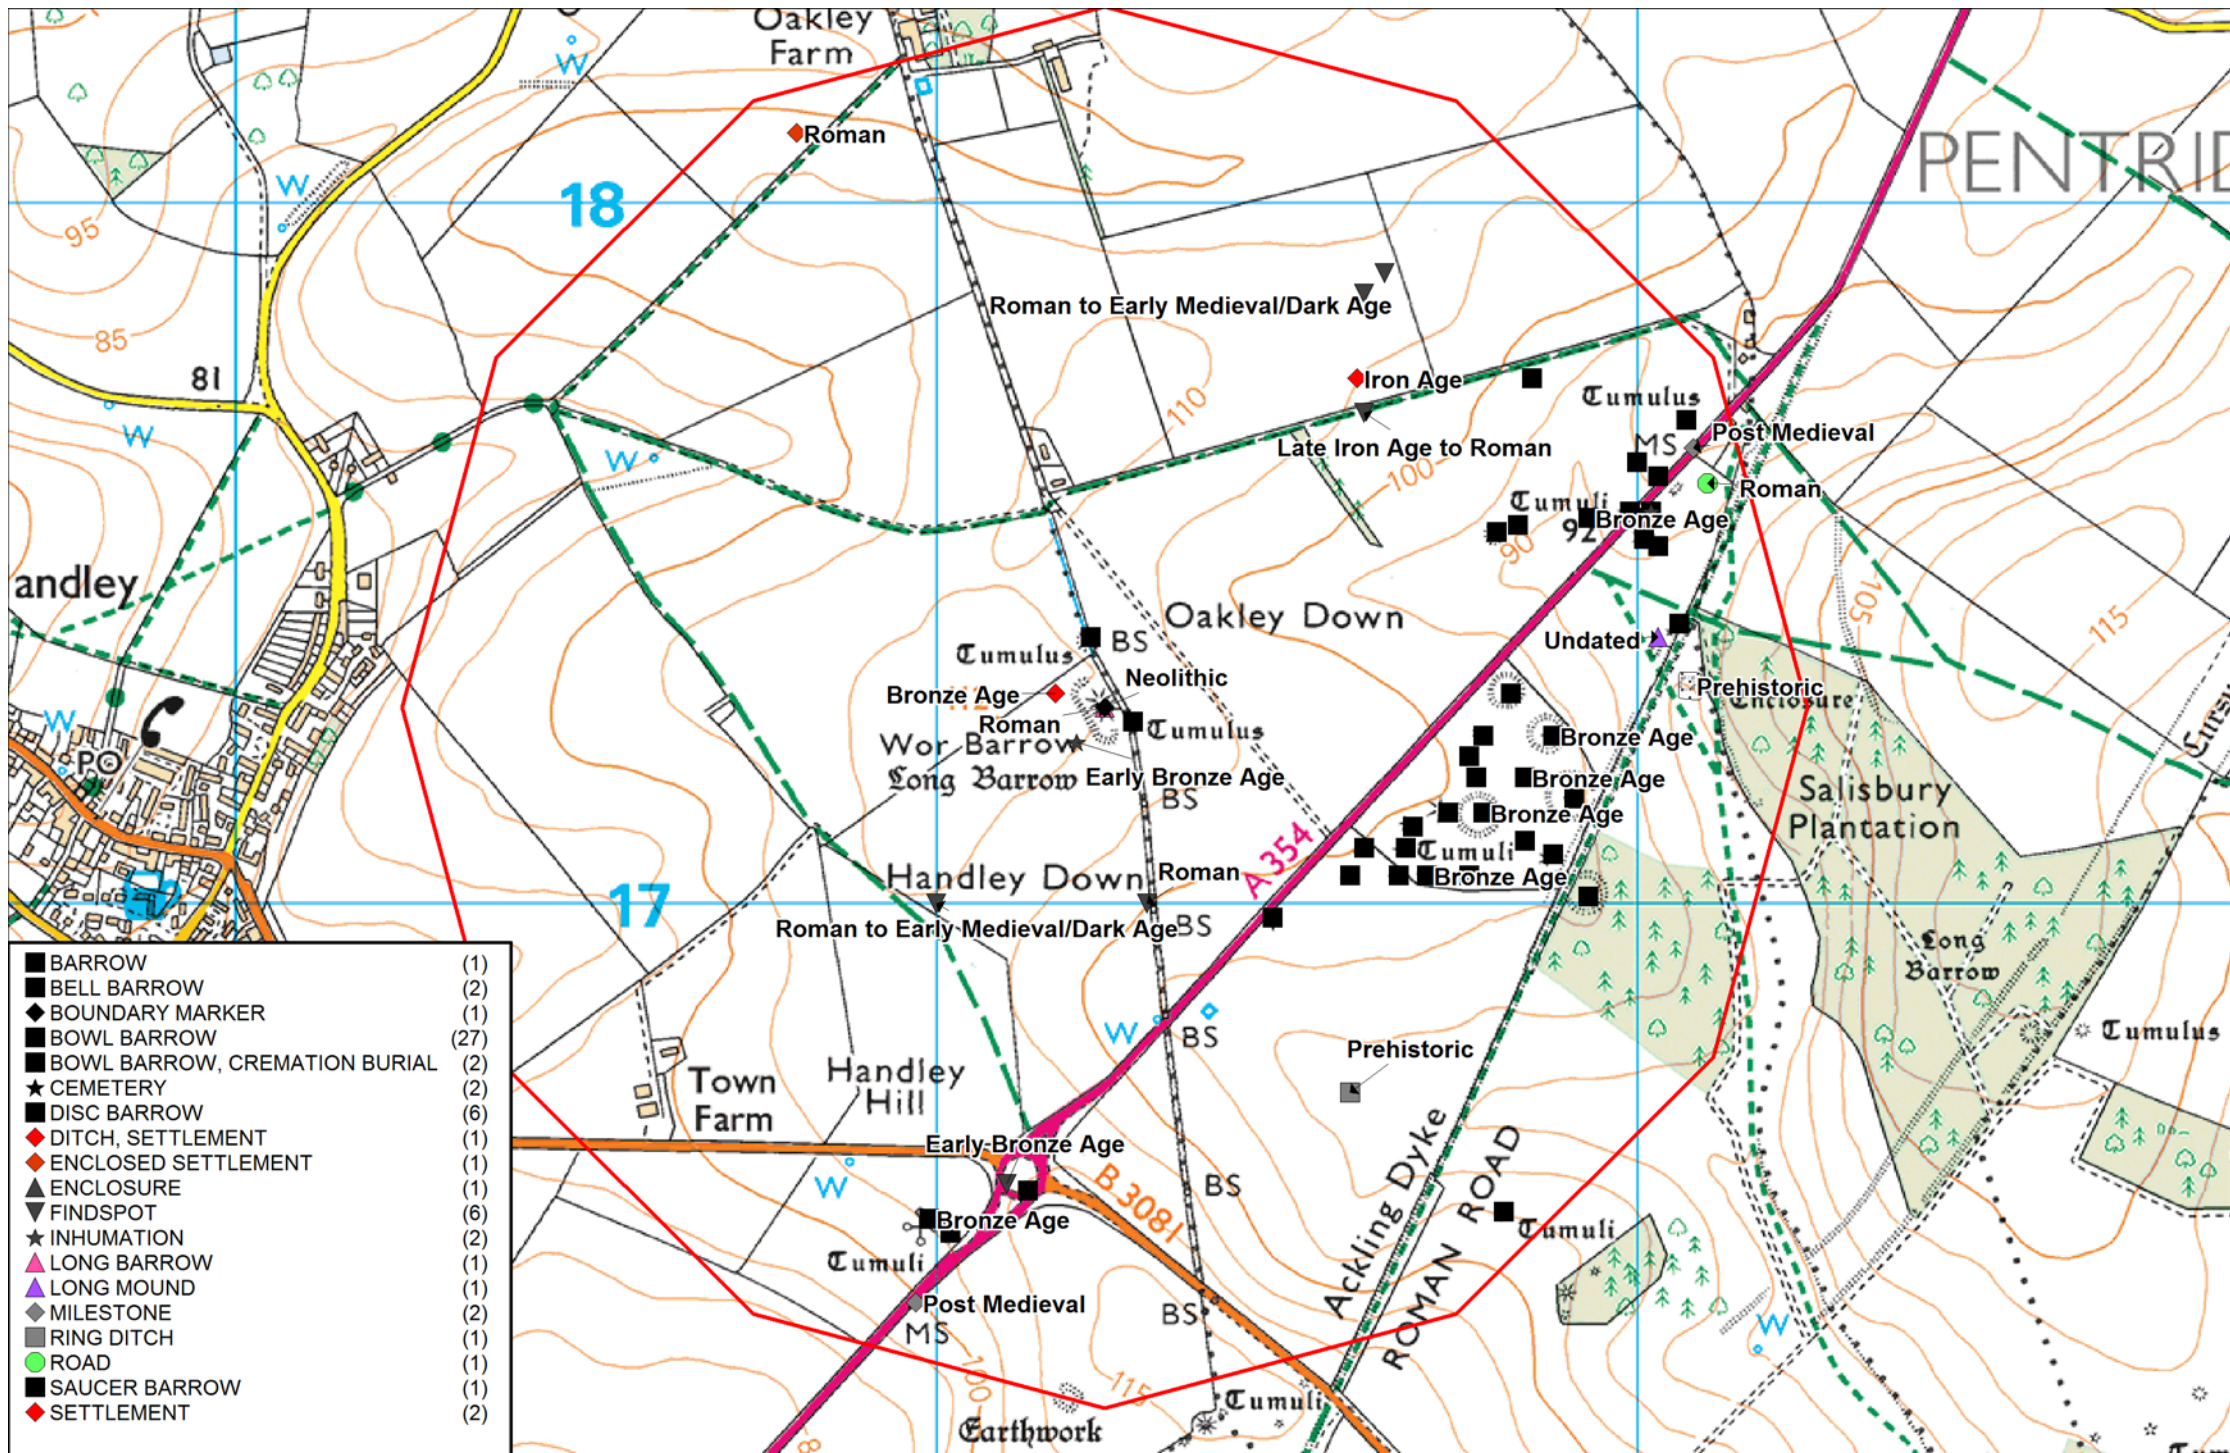 Oakley
Farm
W
Roman
PENTRID
W
18
95
Roman to Early Medieval/Dark Age
85
81
110
Iron Age
Tumulus
W
Late Iron Age to Roman
MS
Post Medieval
W
100
Roman
Tumuli
Bronze Age
92
90
andley
105
Oakley Down
115
BS
Undated
Tumulus
Neolithic
Bronze Age
Prehistoric
Enclosure
Roman
W
Tumulus
Wor Barrow
Bronze Age
PO
Long Barrow
Early Bronze Age
Bronze Age
BS
Salisbury
Plantation
Bronze Age
A 354
Tumuli
Handley Down
Roman
Bronze Age
17
Roman to Early Medieval/Dark Age
BS
Long
Barrow
W
BS
Tumulus
Prehistoric
Town
Farm
Handley
Hill
Early Bronze Age
B 3081
W
BS
Ackling Dyke
ROMAN ROAD
Bronze Age
Tumuli
Tumuli
Post Medieval
MS
BS
W
100
115
Tumuli
Earthwork
BARROW (1)
BELL BARROW (2)
BOUNDARY MARKER (1)
BOWL BARROW (27)
BOWL BARROW, CREMATION BURIAL (2)
CEMETERY (2)
DISC BARROW (6)
DITCH, SETTLEMENT (1)
ENCLOSED SETTLEMENT (1)
ENCLOSURE (1)
FINDSPOT (6)
INHUMATION (2)
LONG BARROW (1)
LONG MOUND (1)
MILESTONE (2)
RING DITCH (1)
ROAD (1)
SAUCER BARROW (1)
SETTLEMENT (2)